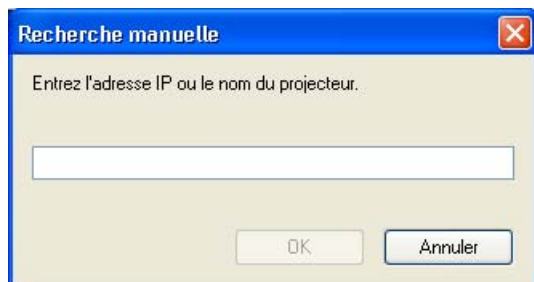 Recherche manuelle
Entrez l'adresse IP ou le nom du projecteur.
OK
Annuler